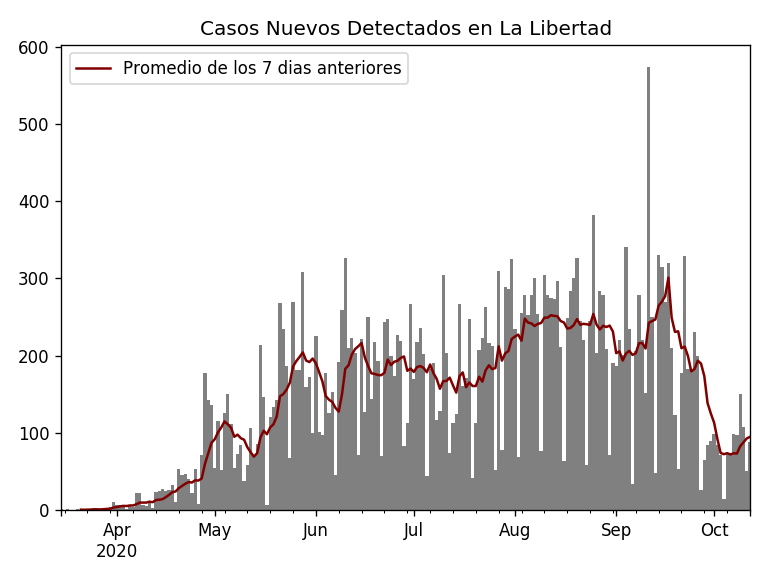 Casos Nuevos Detectados en La Libertad
Promedio de los 7 dias anteriores
600
500
400
300
200
100
0
Apr
2020
May
Jun
Jul
Aug
Sep
Oct